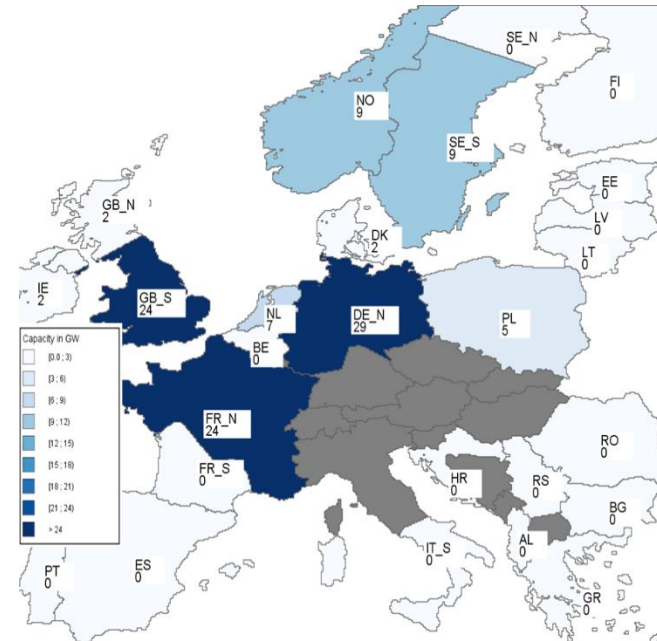 SE_N
0
FI
0
NO
9
SE_S
9
EE
0
GB_N
2
LV
0
DK
2
LT
0
IE
2
GB_S
24
NL
7
DE_N
29
PL
5
BE
0
Capacity in GW
[0.0 ; 3)
[3 ; 6)
[6 ; 9)
[9 ; 12)
[12 ; 15)
[15 ; 18)
[18 ; 21)
[21 ; 24)
> 24
FR_N
24
RO
0
FR_S
0
HR
0
RS
0
BG
0
AL
0
IT_S
0
ES
0
PT
0
GR
0